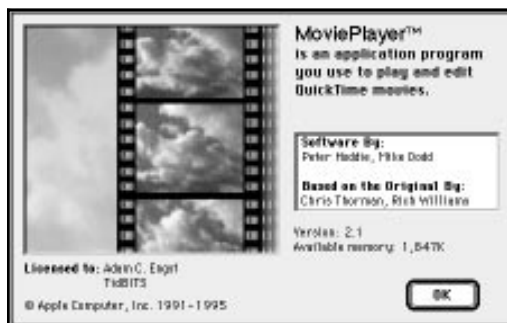 MoviePlayer™
is an application program
you use to play and edit
QuickTime movies.
Software By:
Peter Hoddie, Mike Dodd
Based on the Original By:
Chris Thorman, Rich Williams
Version: 2.1
Available memory: 1,847K
Licensed to: Adam C. Engst
TidBITS
© Apple Computer, Inc. 1991-1995
OK